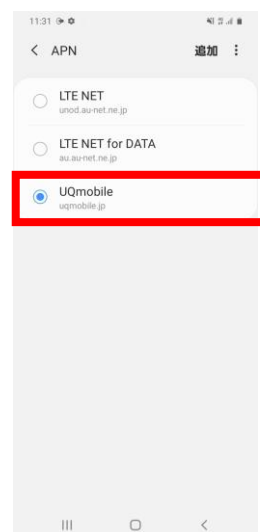 11:31
< APN 追加
LTE NET
unod.au-net.ne.jp
LTE NET for DATA
au.au-net.ne.jp
UQmobile
uqmobile.jp